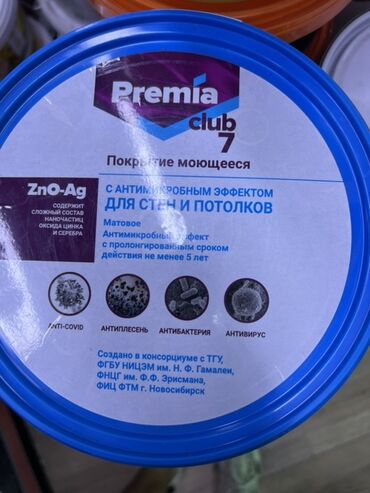 Premia
club
7
Покрытие моющееся
ZnO-Ag
СОДЕРЖИТ
СЛОЖНЫЙ СОСТАВ
НАНОЧАСТИЦ
ОКСИДА ЦИНКА
И СЕРЕБРА
С АНТИМИКРОБНЫМ ЭФФЕКТОМ
ДЛЯ СТЕН И ПОТОЛКОВ
Матовое
Антимикробный эффект
с пролонгированным сроком
действия не менее 5 лет
ANTI-COVID
АНТИПЛЕСЕНЬ
АНТИБАКТЕРИЯ
АНТИВИРУС
Создано в консорциуме с ТГУ,
ФГБУ НИЦЭМ им. Н. Ф. Гамалеи,
ФНЦГ им. Ф.Ф. Эрисмана,
ФИЦ ФТМ г. Новосибирск